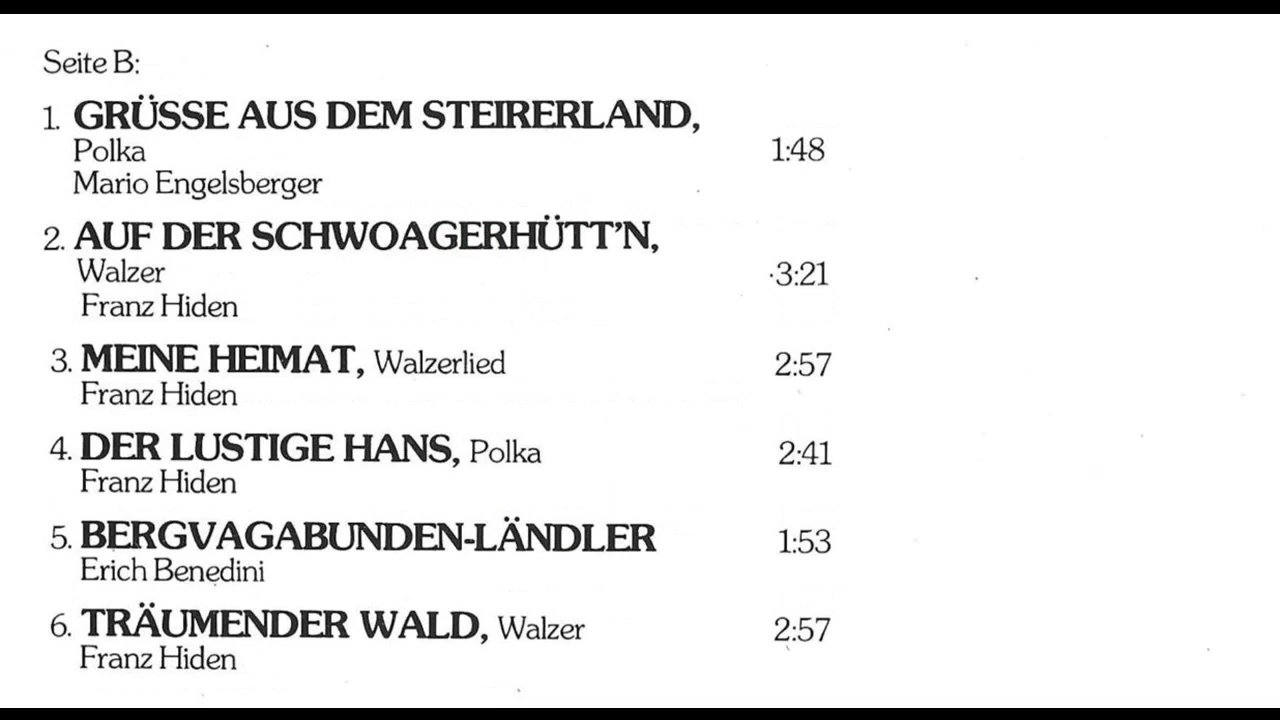 Seite B:
1. GRÜSSE AUS DEM STEIRERLAND,
Polka 1:48
Mario Engelsberger
2. AUF DER SCHWOAGERHÜTT'N,
Walzer 3:21
Franz Hiden
3. MEINE HEIMAT, Walzerlied 2:57
Franz Hiden
4. DER LUSTIGE HANS, Polka 2:41
Franz Hiden
5. BERGVAGABUNDEN-LÄNDLER 1:53
Erich Benedini
6. TRÄUMENDER WALD, Walzer 2:57
Franz Hiden